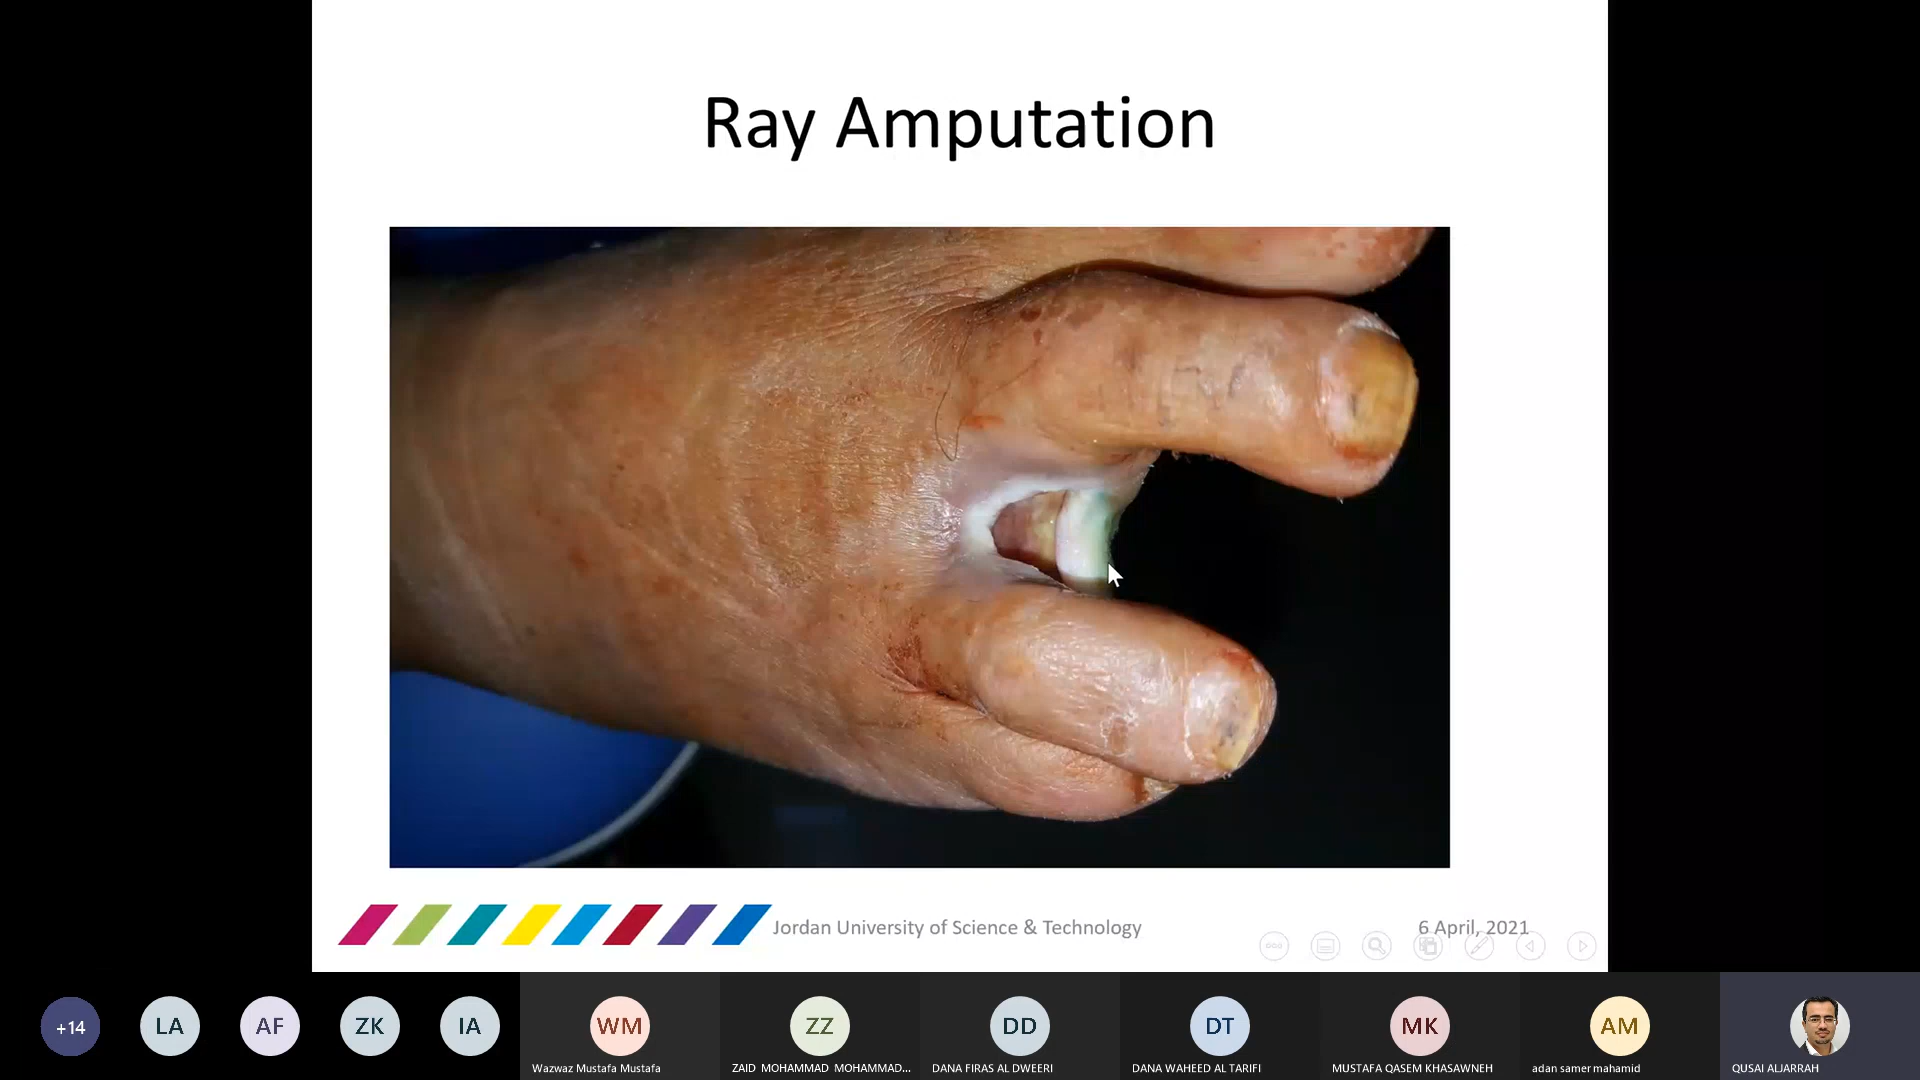 Ray Amputation
Jordan University of Science & Technology
6 April, 2021
+14
LA
AF
ZK
IA
WM
Wazwaz Mustafa Mustafa
ZZ
ZAID MOHAMMAD MOHAMMAD...
DD
DANA FIRAS AL DWEERI
DT
DANA WAHEED AL TARIFI
MK
MUSTAFA QASEM KHASAWNEH
AM
adan samer mahamid
QUSAI ALJARRAH